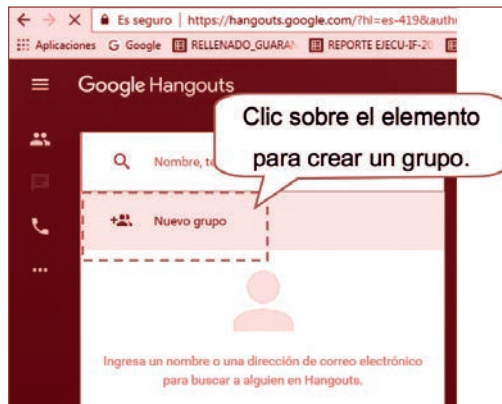 Es seguro | https://hangouts.google.com/?hl=es-419&auth
Aplicaciones G Google RELLENADO_GUARAN REPORTE EJECU-IF-20
Google Hangouts
Clic sobre el elemento
para crear un grupo.
Nombre, te
Nuevo grupo
Ingresa un nombre o una dirección de correo electrónico
para buscar a alguien en Hangouts.